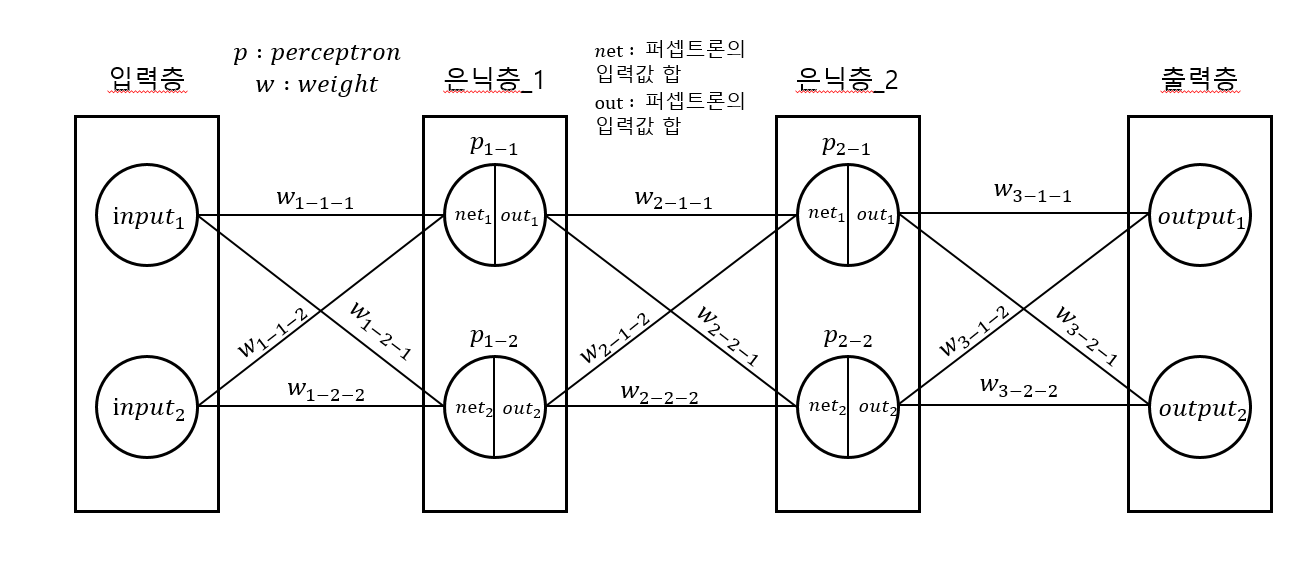 p : perceptron
w : weight
net : 퍼셉트론의
입력값 합
out : 퍼셉트론의
입력값 합
입력층
은닉층_1
은닉층_2
출력층
p₁₋₁
p₂₋₁
input₁
w₁₋₁₋₁
net₁ out₁
w₂₋₁₋₁
net₁ out₁
w₃₋₁₋₁
output₁
w₁₋₁₋₂
w₁₋₂₋₁
w₂₋₁₋₂
w₂₋₂₋₁
w₃₋₁₋₂
w₃₋₂₋₁
p₁₋₂
p₂₋₂
input₂
w₁₋₂₋₂
net₂ out₂
w₂₋₂₋₂
net₂ out₂
w₃₋₂₋₂
output₂